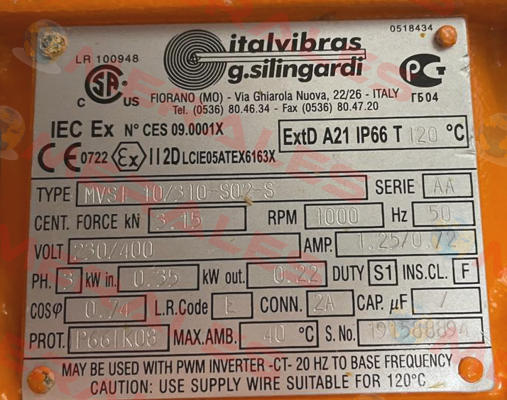 0518434
LR 100948
italvibras
g.silingardi
C US
Г504
FIORANO (MO) - Via Ghiarola Nuova, 22/26 - ITALY
Tel. (0536) 80.46.34 - Fax (0536) 80.47.20
IEC Ex N° CES 09.0001X
ExtD A21 IP66 T 120 °C
CE 0722 Ex II2D LCIE05ATEX6163X
TYPE MVSI 10/310-S02-S SERIE AA
CENT. FORCE kN 3.15 RPM 1000 Hz 50
VOLT 230/400 AMP. 1.25/0.72
PH. 3 kW in. 0.35 kW out. 0.22 DUTY S1 INS.CL. F
COSφ 0.74 L.R.Code E CONN. 2A CAP. µF /
PROT. IP66IK08 MAX.AMB. 40 °C S. No. 191588894
MAY BE USED WITH PWM INVERTER -CT- 20 HZ TO BASE FREQUENCY
CAUTION: USE SUPPLY WIRE SUITABLE FOR 120°C